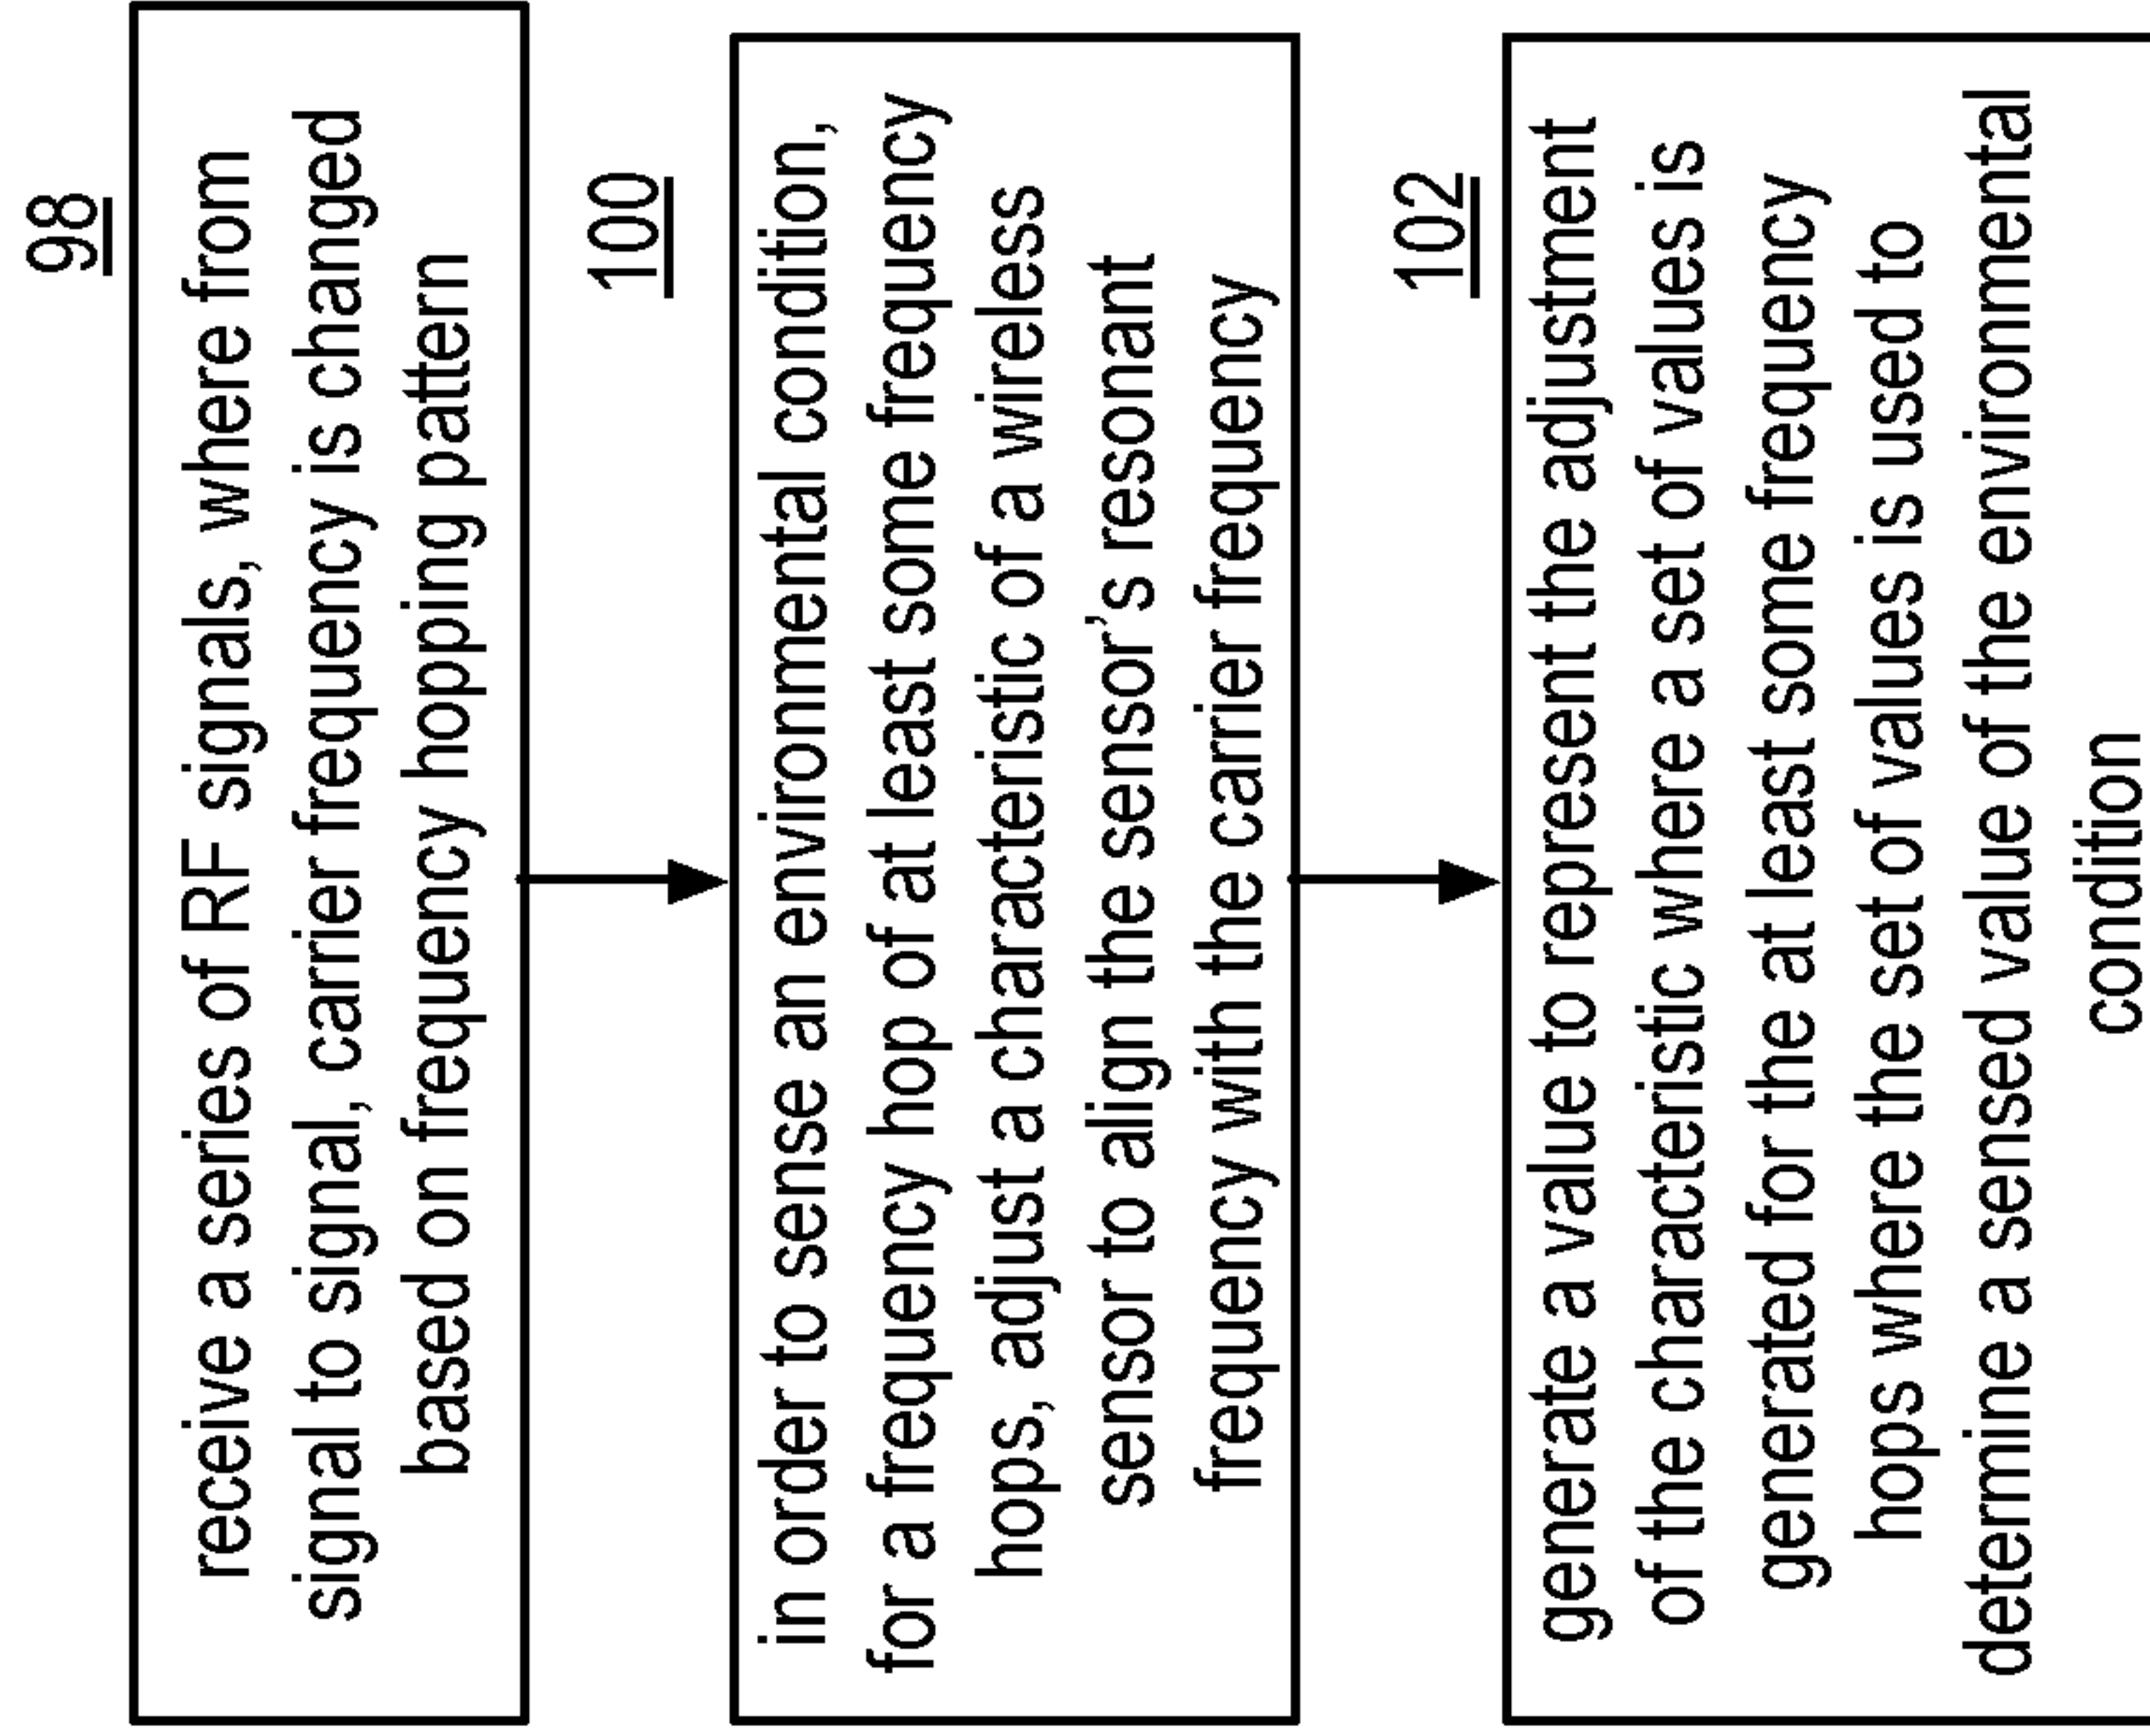 98
receive a series of RF signals, where from
signal to signal, carrier frequency is changed
based on frequency hopping pattern
100
in order to sense an environmental condition,
for a frequency hop of at least some frequency
hops, adjust a characteristic of a wireless
sensor to align the sensor's resonant
frequency with the carrier frequency
102
generate a value to represent the adjustment
of the characteristic where a set of values is
generated for the at least some frequency
hops where the set of values is used to
determine a sensed value of the environmental
condition